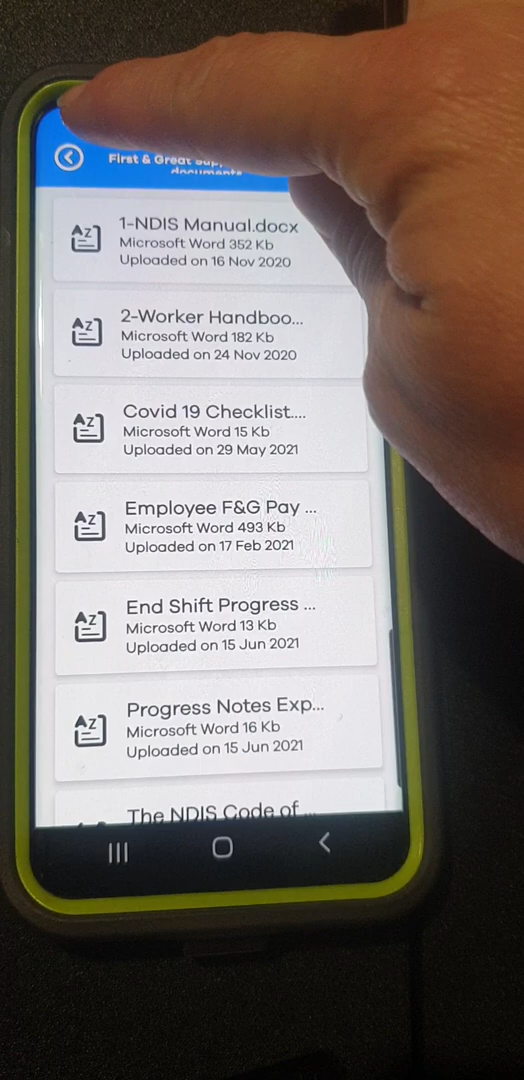 First & Great Sup
documents
1-NDIS Manual.docx
Microsoft Word 352 Kb
Uploaded on 16 Nov 2020
2-Worker Handboo...
Microsoft Word 182 Kb
Uploaded on 24 Nov 2020
Covid 19 Checklist....
Microsoft Word 15 Kb
Uploaded on 29 May 2021
Employee F&G Pay ...
Microsoft Word 493 Kb
Uploaded on 17 Feb 2021
End Shift Progress ...
Microsoft Word 13 Kb
Uploaded on 15 Jun 2021
Progress Notes Exp...
Microsoft Word 16 Kb
Uploaded on 15 Jun 2021
The NDIS Code of ...